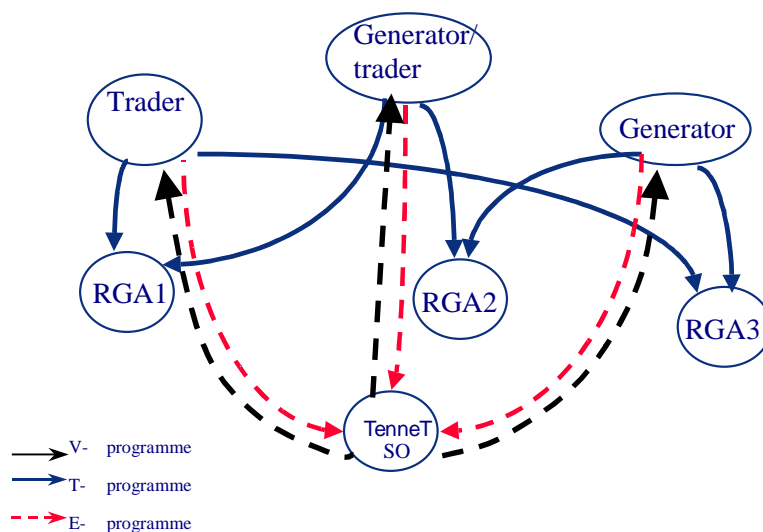 Generator/
trader
Trader
Generator
RGA1
RGA2
RGA3
TenneT
SO
V- programme
T- programme
E- programme